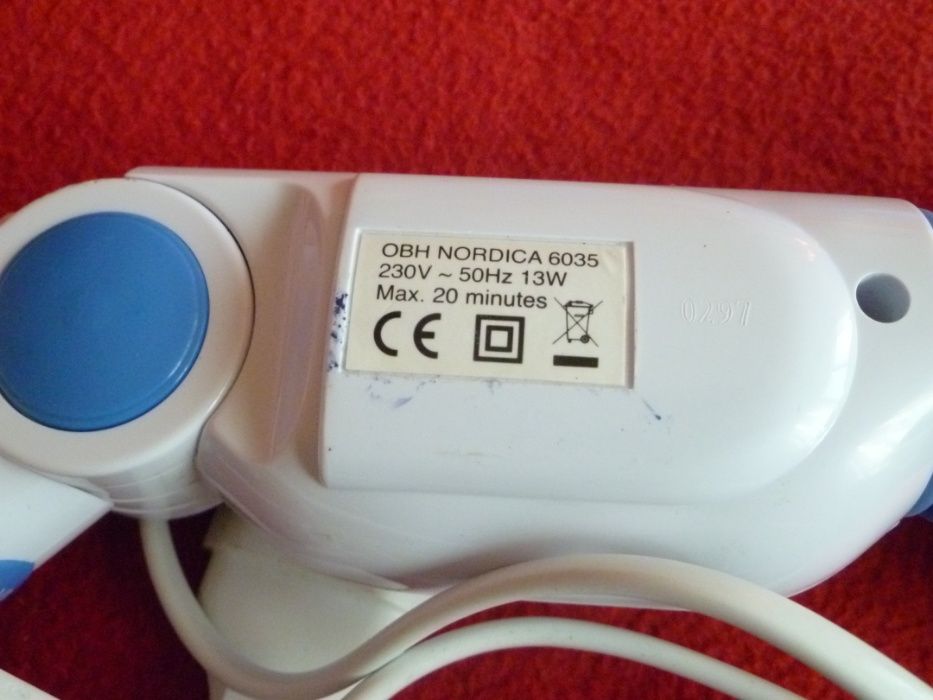 OBH NORDICA 6035
230V ~ 50Hz 13W
Max. 20 minutes
CE
0297